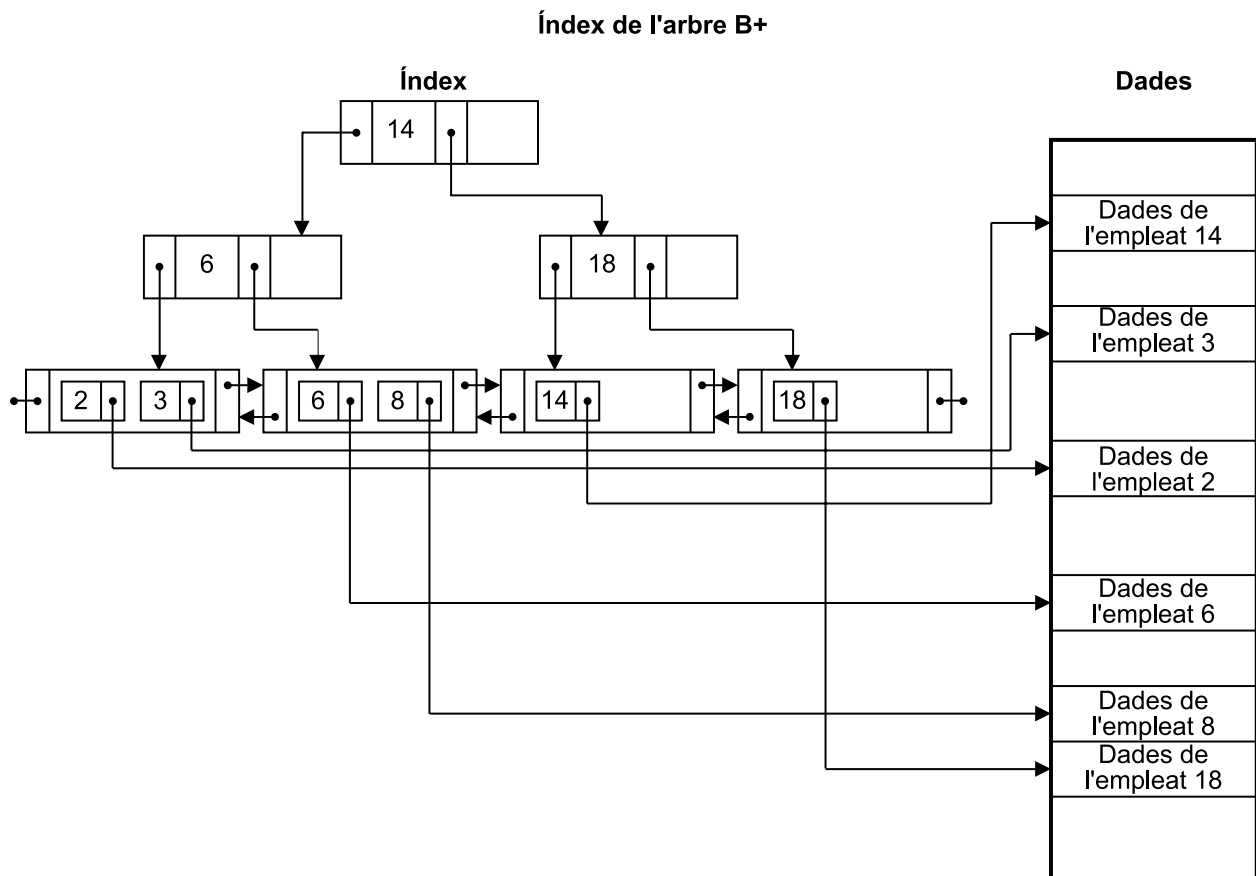 Índex de l'arbre B+
Índex
Dades
14
6
18
2
3
6
8
14
18
Dades de
l'empleat 14
Dades de
l'empleat 3
Dades de
l'empleat 2
Dades de
l'empleat 6
Dades de
l'empleat 8
Dades de
l'empleat 18